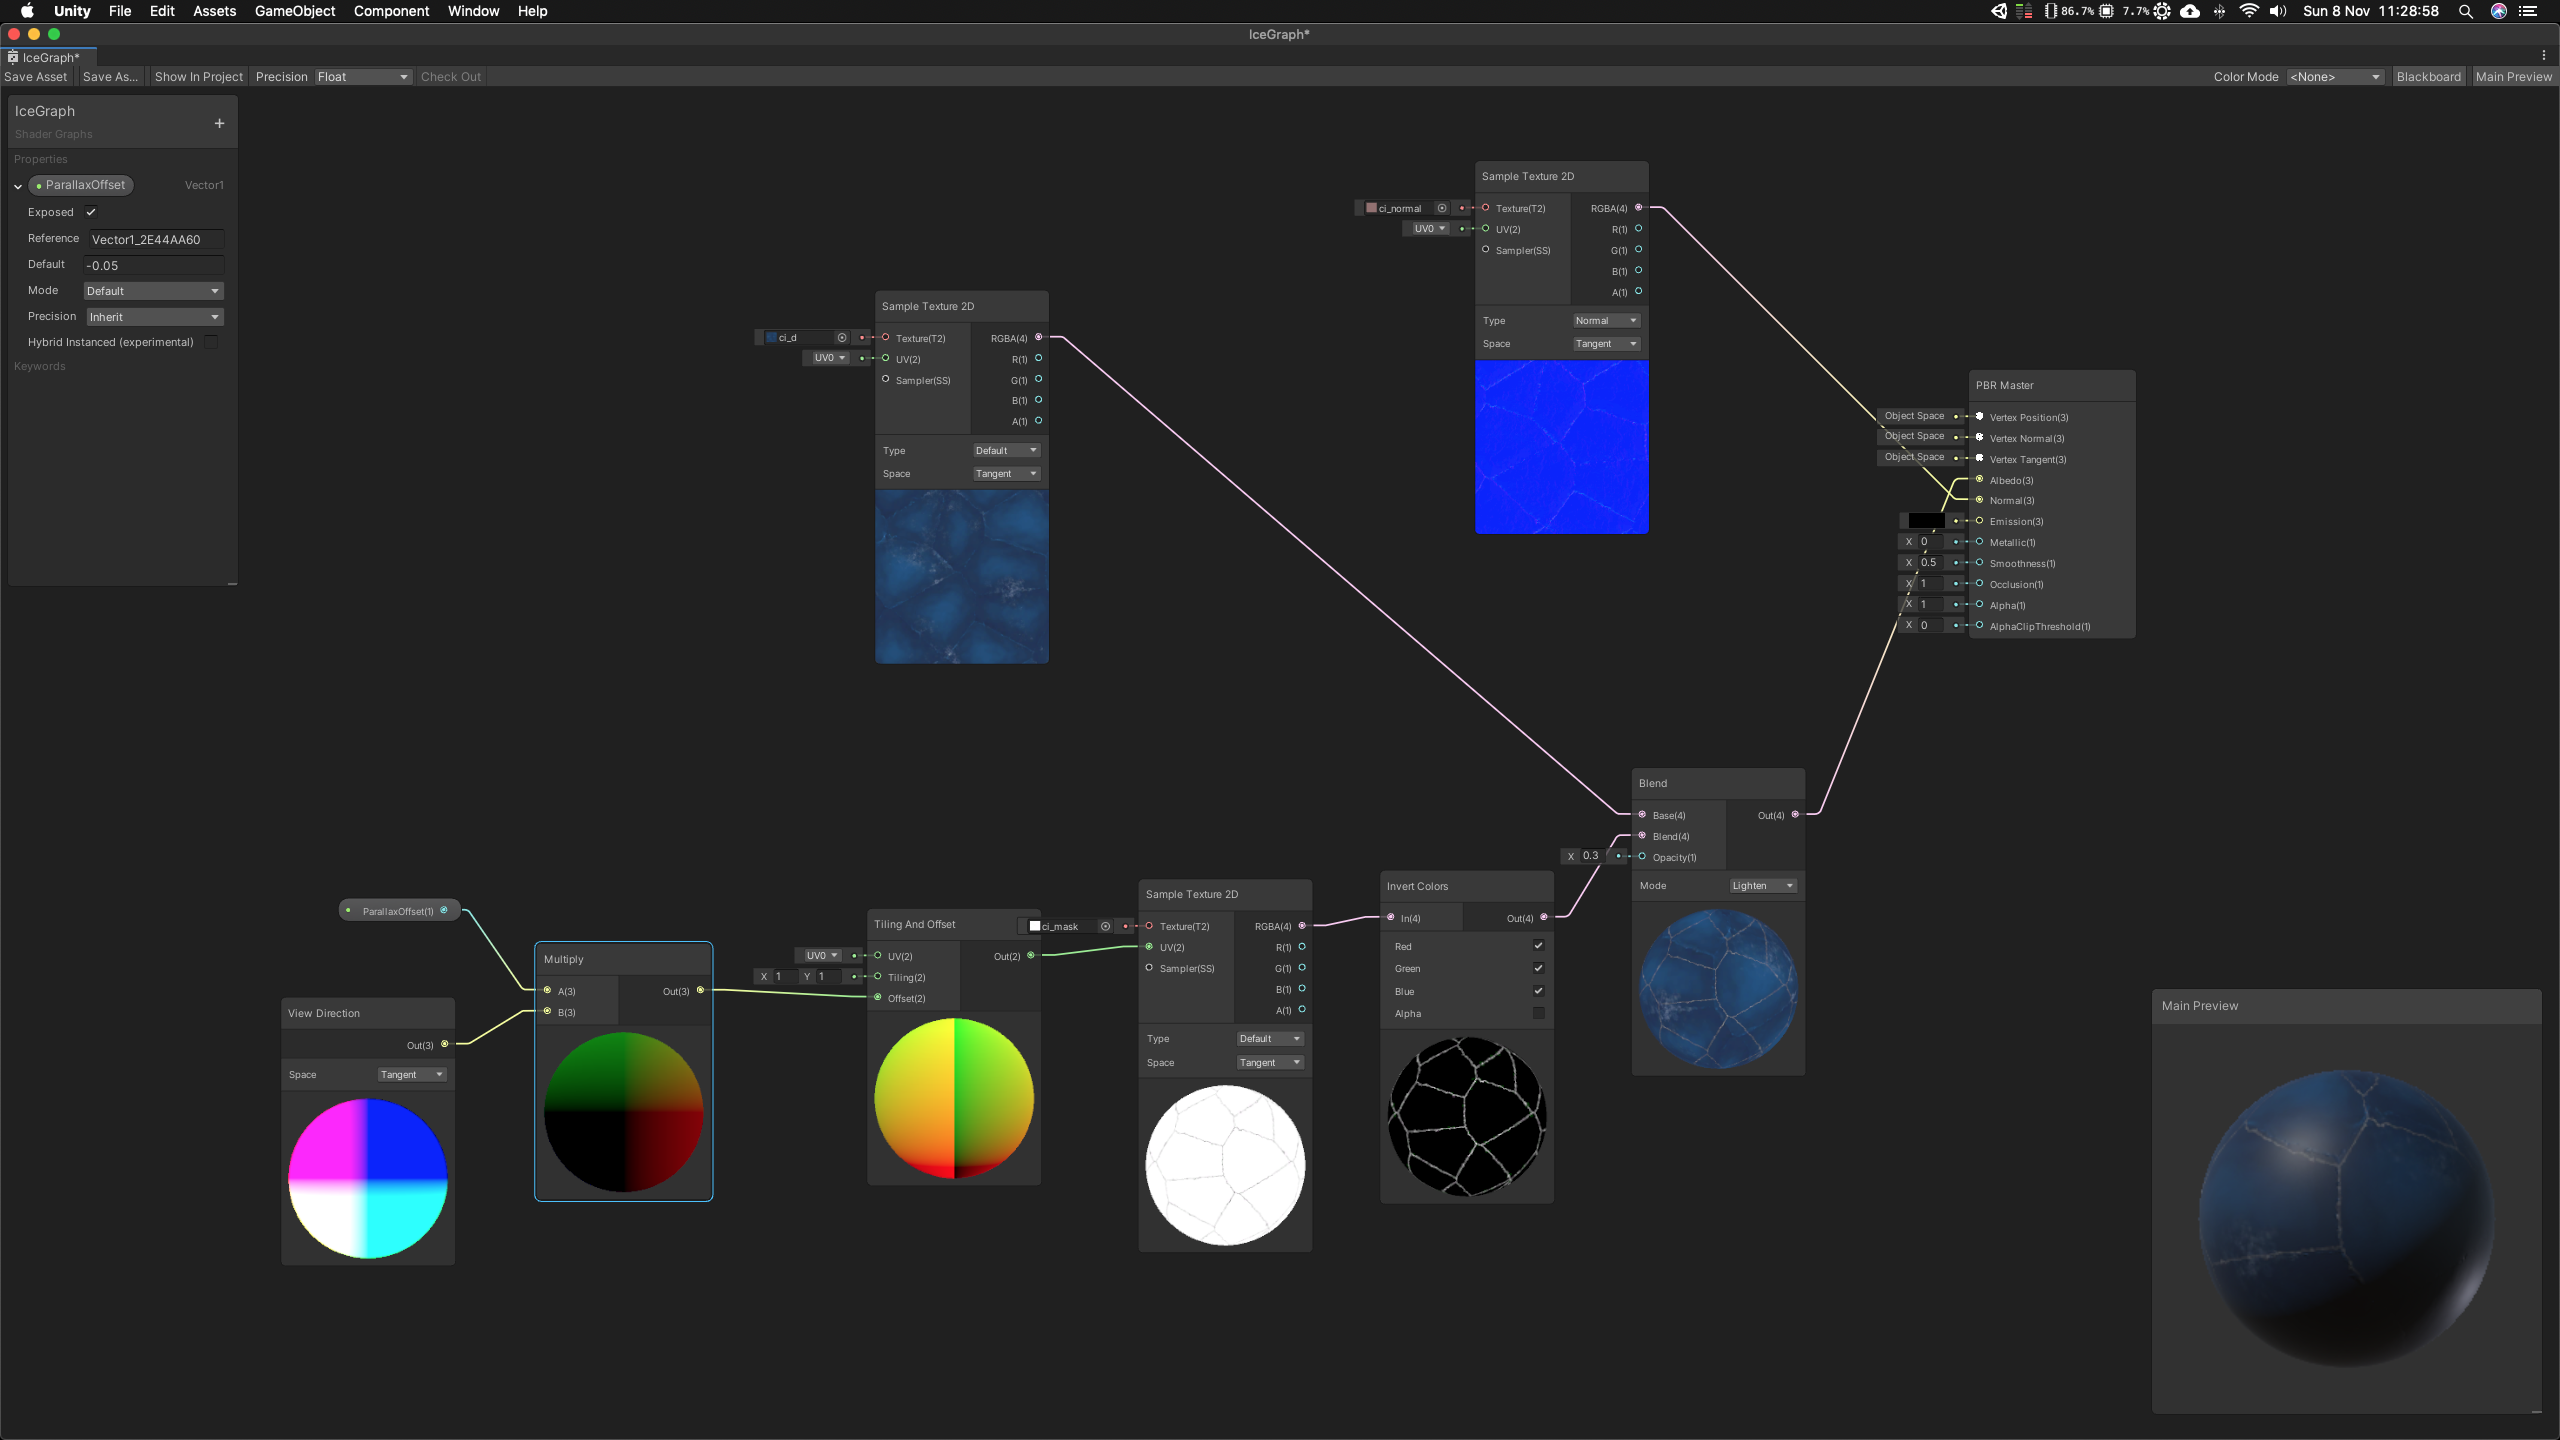 Unity File Edit Assets GameObject Component Window Help
86.7% 7.7% Sun 8 Nov 11:28:58
IceGraph*
IceGraph*
Save Asset Save As... Show In Project Precision Float Check Out Color Mode <None> Blackboard Main Preview
IceGraph
Shader Graphs
Properties
ParallaxOffset Vector1
Exposed
Reference Vector1_2E44AA60
Default -0.05
Mode Default
Precision Inherit
Hybrid Instanced (experimental)
Keywords
Sample Texture 2D
ci_normal Texture(T2) RGBA(4)
UV0 UV(2) R(1)
Sampler(SS) G(1)
B(1)
A(1)
Type Normal
Space Tangent
Sample Texture 2D
ci_d Texture(T2) RGBA(4)
UV0 UV(2) R(1)
Sampler(SS) G(1)
B(1)
A(1)
Type Default
Space Tangent
PBR Master
Object Space Vertex Position(3)
Object Space Vertex Normal(3)
Object Space Vertex Tangent(3)
Albedo(3)
Normal(3)
Emission(3)
X 0 Metallic(1)
X 0.5 Smoothness(1)
X 1 Occlusion(1)
X 1 Alpha(1)
X 0 AlphaClipThreshold(1)
Blend
Base(4) Out(4)
Blend(4)
X 0.3 Opacity(1)
Mode Lighten
ParallaxOffset(1)
View Direction
Out(3)
Space Tangent
Multiply
A(3) Out(3)
B(3)
Tiling And Offset
UV0 UV(2) Out(2)
X 1 Y 1 Tiling(2)
Offset(2)
Sample Texture 2D
ci_mask Texture(T2) RGBA(4)
UV(2) R(1)
Sampler(SS) G(1)
B(1)
A(1)
Type Default
Space Tangent
Invert Colors
In(4) Out(4)
Red
Green
Blue
Alpha
Main Preview